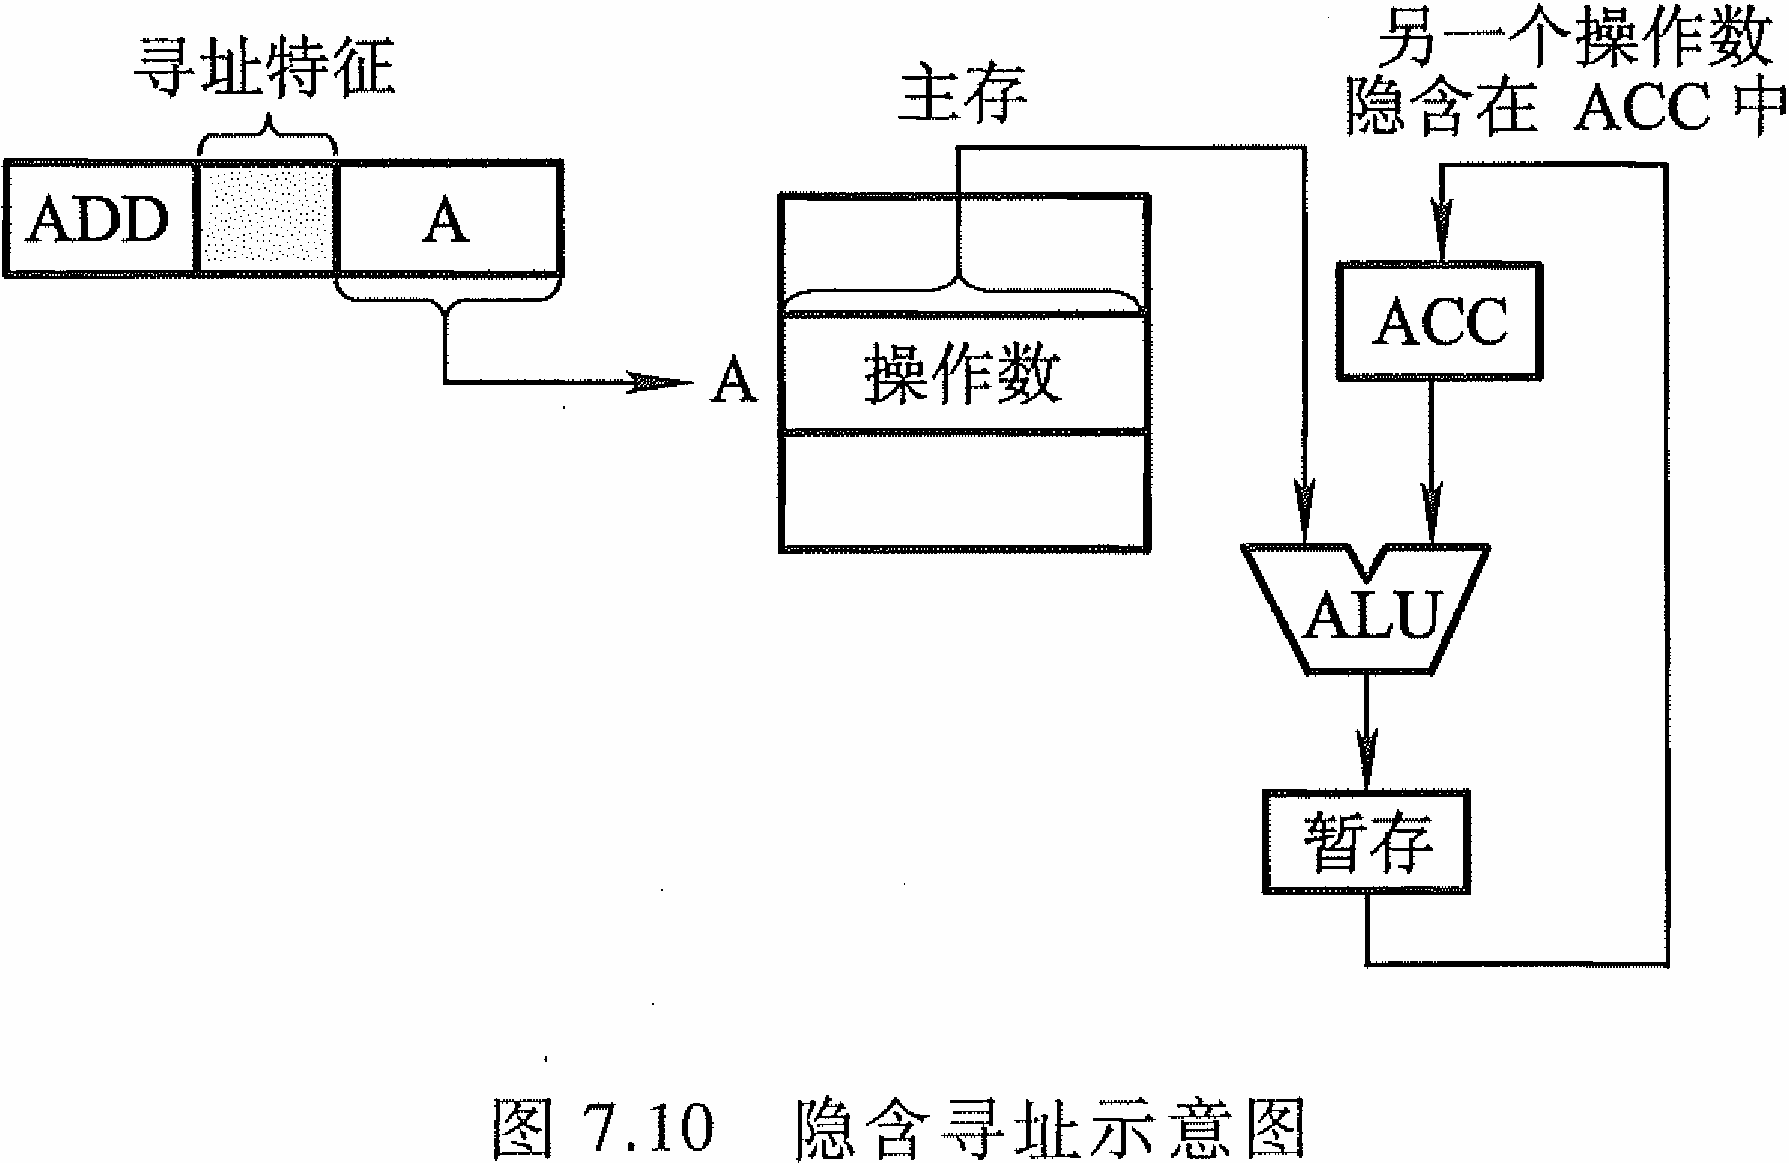 寻址特征
ADD
A
主存
A
操作数
另一个操作数
隐含在 ACC 中
ACC
ALU
暂存
图 7.10 隐含寻址示意图